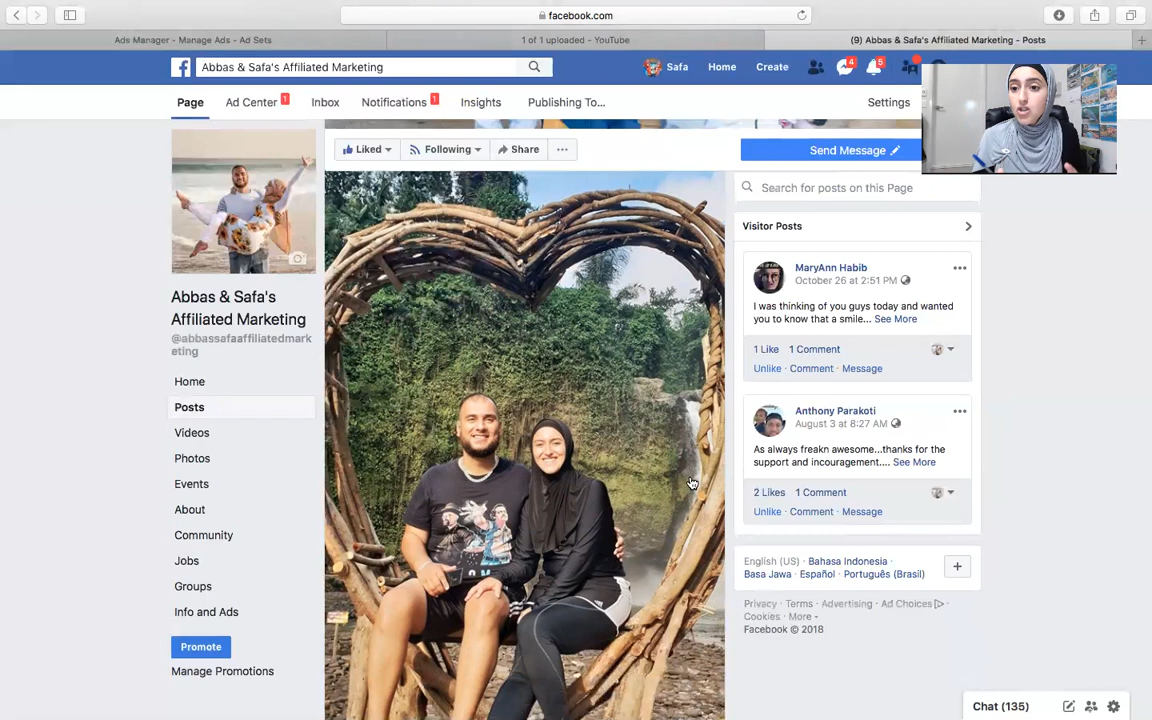 facebook.com
Ads Manager - Manage Ads - Ad Sets
1 of 1 uploaded - YouTube
(9) Abbas & Safa's Affiliated Marketing - Posts
Abbas & Safa's Affiliated Marketing
Safa
Home
Create
4
5
Page
Ad Center 1
Inbox
Notifications 1
Insights
Publishing To...
Settings
Liked
Following
Share
Send Message
Search for posts on this Page
Abbas & Safa's
Affiliated Marketing
@abbassafaaffiliatedmark
eting
Home
Posts
Videos
Photos
Events
About
Community
Jobs
Groups
Info and Ads
Promote
Manage Promotions
Visitor Posts
MaryAnn Habib
October 26 at 2:51 PM
I was thinking of you guys today and wanted
you to know that a smile... See More
1 Like 1 Comment
Unlike · Comment · Message
Anthony Parakoti
August 3 at 8:27 AM
As always freakn awesome...thanks for the
support and incouragement.... See More
2 Likes 1 Comment
Unlike · Comment · Message
English (US) · Bahasa Indonesia ·
Basa Jawa · Español · Português (Brasil)
Privacy · Terms · Advertising · Ad Choices ·
Cookies · More
Facebook © 2018
Chat (135)